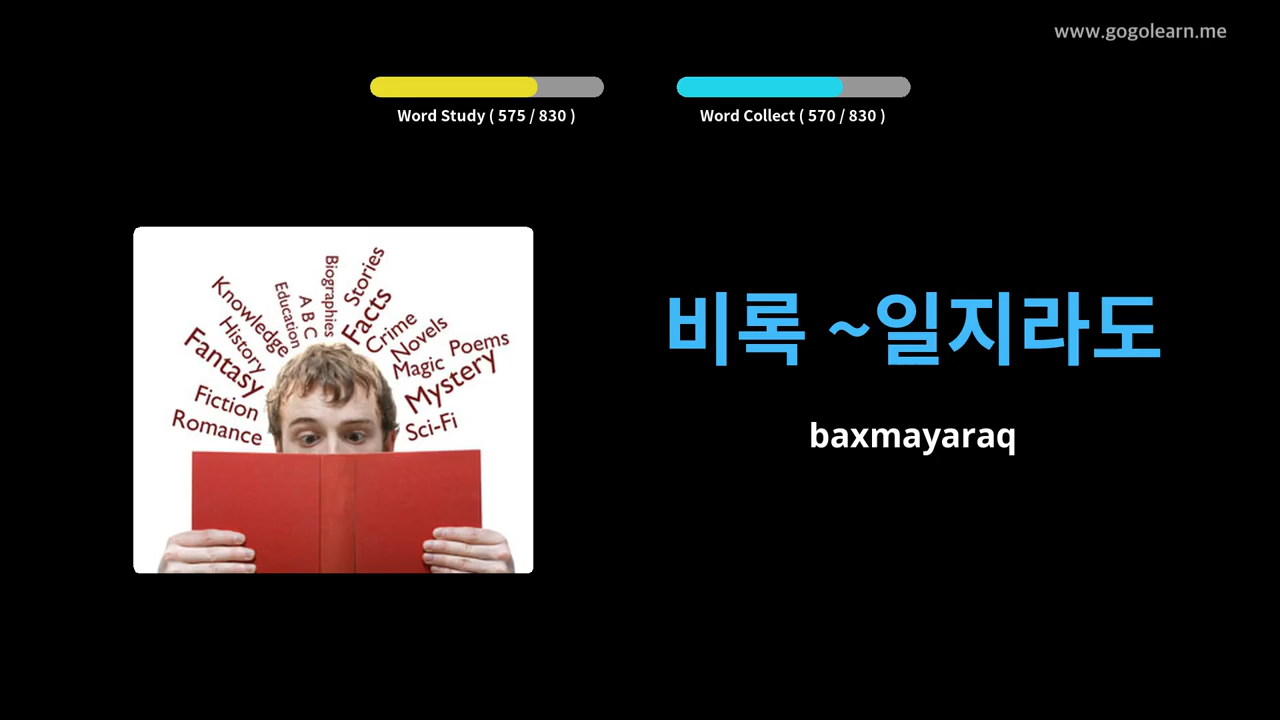 www.gogolearn.me
Word Study ( 575 / 830 )
Word Collect ( 570 / 830 )
Knowledge
Education
A B C
Biographies
Stories
History
Facts
Crime
Novels
Fantasy
Magic
Poems
Fiction
Mystery
Romance
Sci-Fi
비록 ~일지라도
baxmayaraq